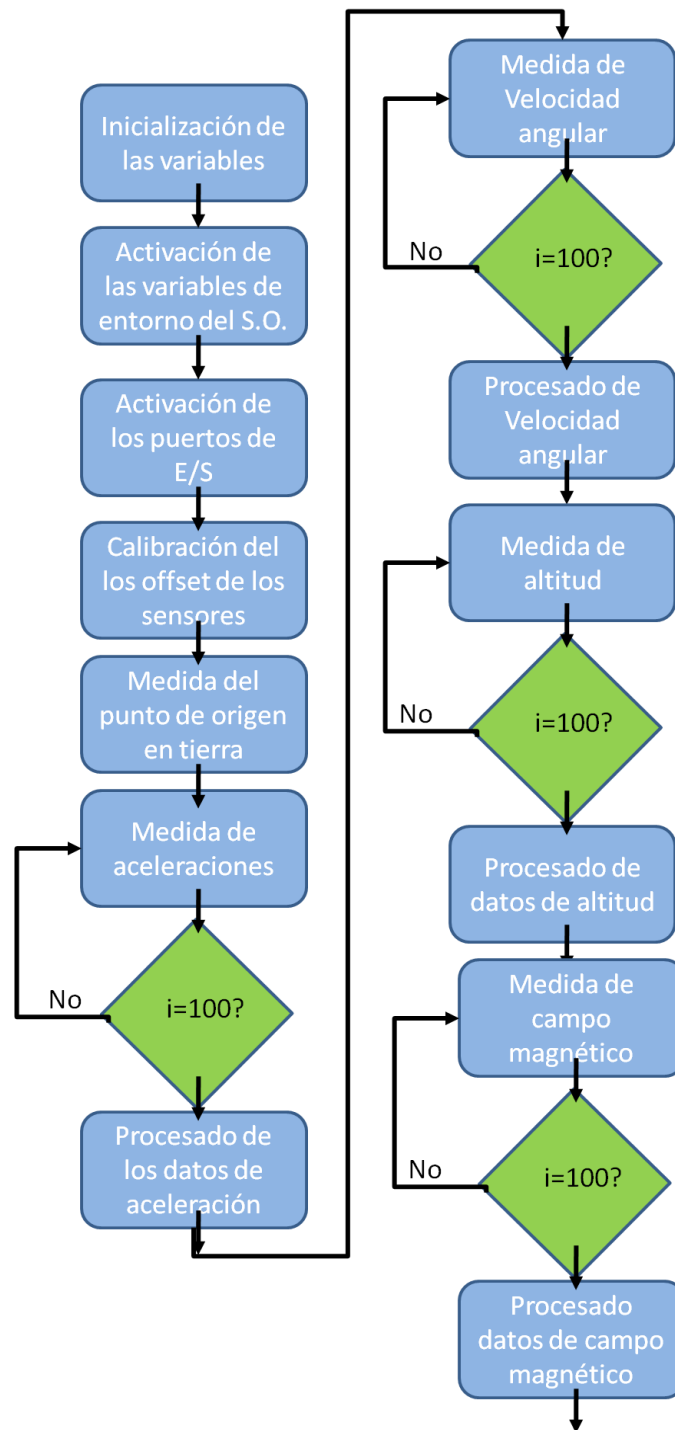 Inicialización de
las variables
Activación de
las variables de
entorno del S.O.
Activación de
los puertos de
E/S
Calibración del
los offset de los
sensores
Medida del
punto de origen
en tierra
Medida de
aceleraciones
No
i=100?
Procesado de
los datos de
aceleración
Medida de
Velocidad
angular
No
i=100?
Procesado de
Velocidad
angular
Medida de
altitud
No
i=100?
Procesado de
datos de altitud
Medida de
campo
magnético
No
i=100?
Procesado
datos de campo
magnético